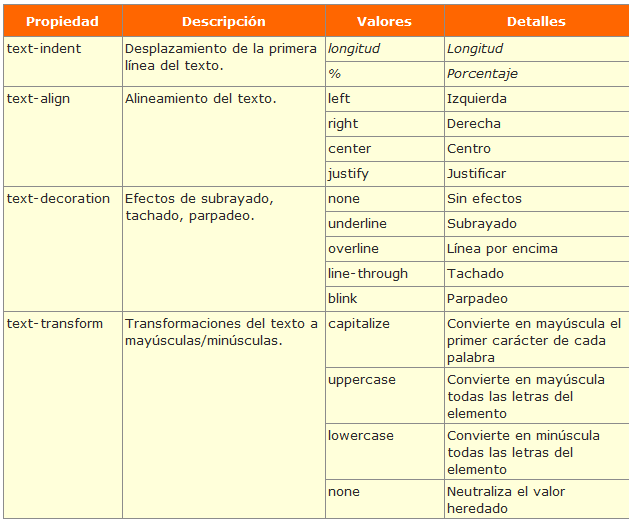 Propiedad Descripción Valores Detalles
text-indent Desplazamiento de la primera longitud Longitud
línea del texto.
% Porcentaje
text-align Alineamiento del texto. left Izquierda
right Derecha
center Centro
justify Justificar
text-decoration Efectos de subrayado, none Sin efectos
tachado, parpadeo.
underline Subrayado
overline Línea por encima
line-through Tachado
blink Parpadeo
text-transform Transformaciones del texto a capitalize Convierte en mayúscula el
mayúsculas/minúsculas. primer carácter de cada
palabra
uppercase Convierte en mayúscula
todas las letras del
elemento
lowercase Convierte en minúscula
todas las letras del
elemento
none Neutraliza el valor
heredado